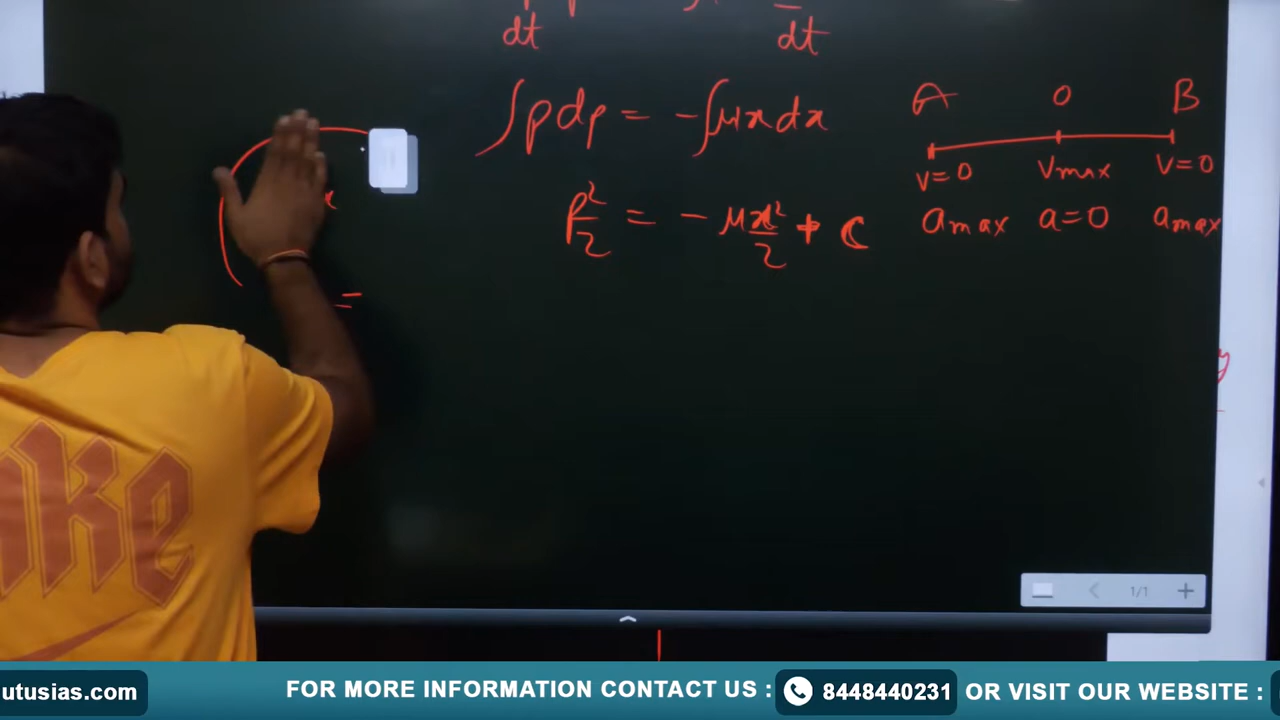 dt dt
∫pdp = -∫μxdx
p²/2 = -μx²/2 + c
A O B
v=0 Vmax v=0
amax a=0 amax
x
=
y
1/1
ke
utusias.com
FOR MORE INFORMATION CONTACT US : 8448440231 OR VISIT OUR WEBSITE :